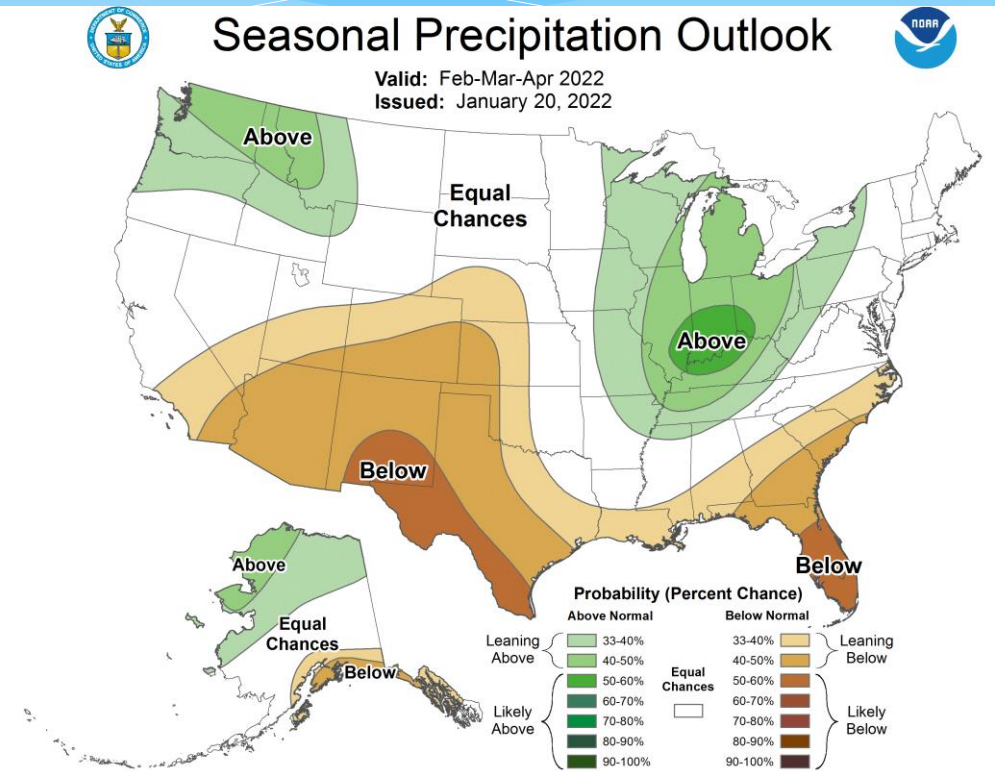 Seasonal Precipitation Outlook
NOAA
Valid: Feb-Mar-Apr 2022
Issued: January 20, 2022
Above
Equal
Chances
Above
Below
Below
Above
Equal
Chances
Below
Probability (Percent Chance)
Above Normal
Below Normal
Leaning
Above
33-40%
40-50%
Likely
Above
50-60%
60-70%
70-80%
80-90%
90-100%
Equal
Chances
33-40%
40-50%
Leaning
Below
50-60%
60-70%
70-80%
80-90%
90-100%
Likely
Below